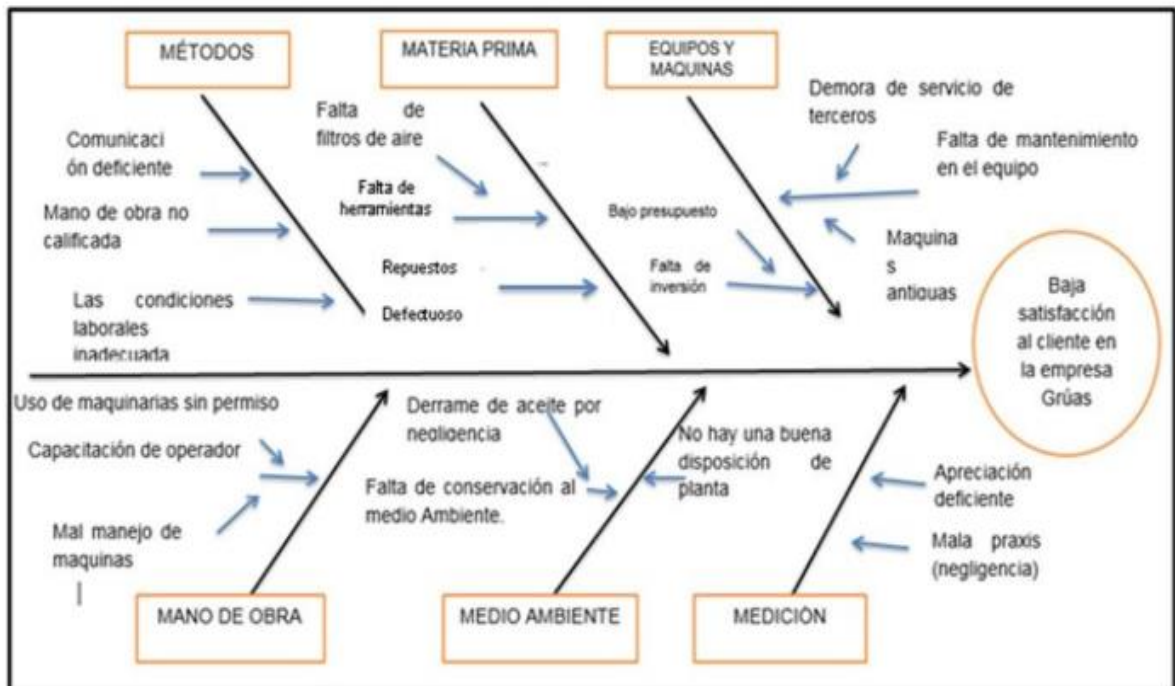 MÉTODOS
MATERIA PRIMA
EQUIPOS Y
MAQUINAS
Comunicaci
ón deficiente
Mano de obra no
calificada
Las condiciones
laborales
inadecuada
Falta de
filtros de aire
Falta de
herramientas
Repuestos
Defectuoso
Bajo presupuesto
Falta de
inversión
Demora de servicio de
terceros
Falta de mantenimiento
en el equipo
Maquina
s
antiguas
Baja
satisfacción
al cliente en
la empresa
Grúas
Uso de maquinarias sin permiso
Capacitación de operador
Mal manejo de
maquinas
Derrame de aceite por
negligencia
Falta de conservación al
medio Ambiente.
No hay una buena
disposición de
planta
Apreciación
deficiente
Mala praxis
(negligencia)
MANO DE OBRA
MEDIO AMBIENTE
MEDICIÒN